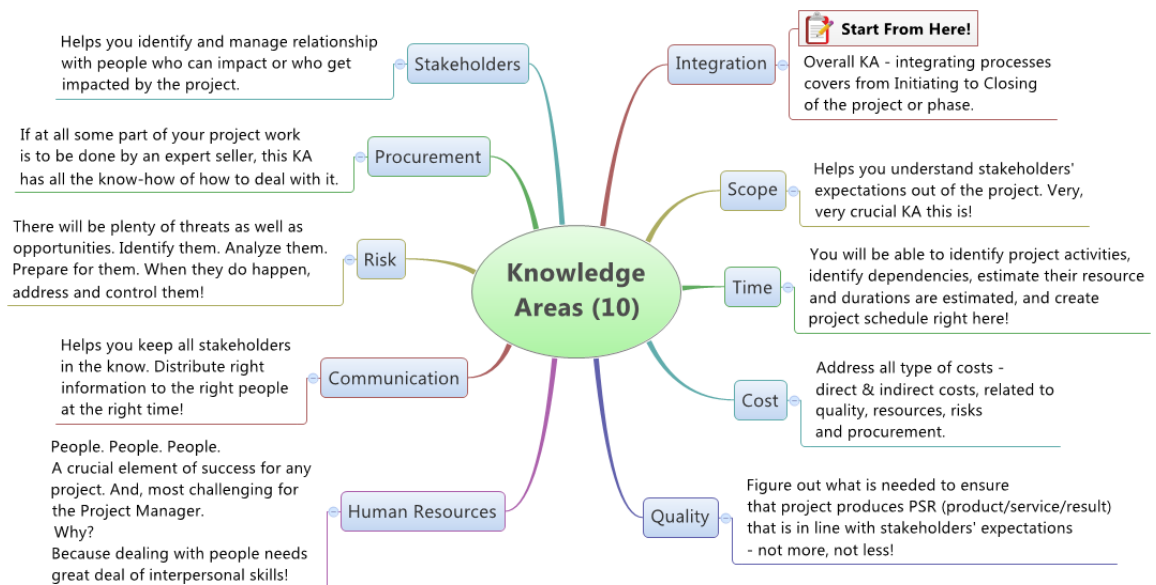 Knowledge
Areas (10)
Integration
Start From Here!
Overall KA - integrating processes
covers from Initiating to Closing
of the project or phase.
Scope
Helps you understand stakeholders'
expectations out of the project. Very,
very crucial KA this is!
Time
You will be able to identify project activities,
identify dependencies, estimate their resource
and durations are estimated, and create
project schedule right here!
Cost
Address all type of costs -
direct & indirect costs, related to
quality, resources, risks
and procurement.
Quality
Figure out what is needed to ensure
that project produces PSR (product/service/result)
that is in line with stakeholders' expectations
- not more, not less!
Human Resources
People. People. People.
A crucial element of success for any
project. And, most challenging for
the Project Manager.
Why?
Because dealing with people needs
great deal of interpersonal skills!
Communication
Helps you keep all stakeholders
in the know. Distribute right
information to the right people
at the right time!
Risk
There will be plenty of threats as well as
opportunities. Identify them. Analyze them.
Prepare for them. When they do happen,
address and control them!
Procurement
If at all some part of your project work
is to be done by an expert seller, this KA
has all the know-how of how to deal with it.
Stakeholders
Helps you identify and manage relationship
with people who can impact or who get
impacted by the project.